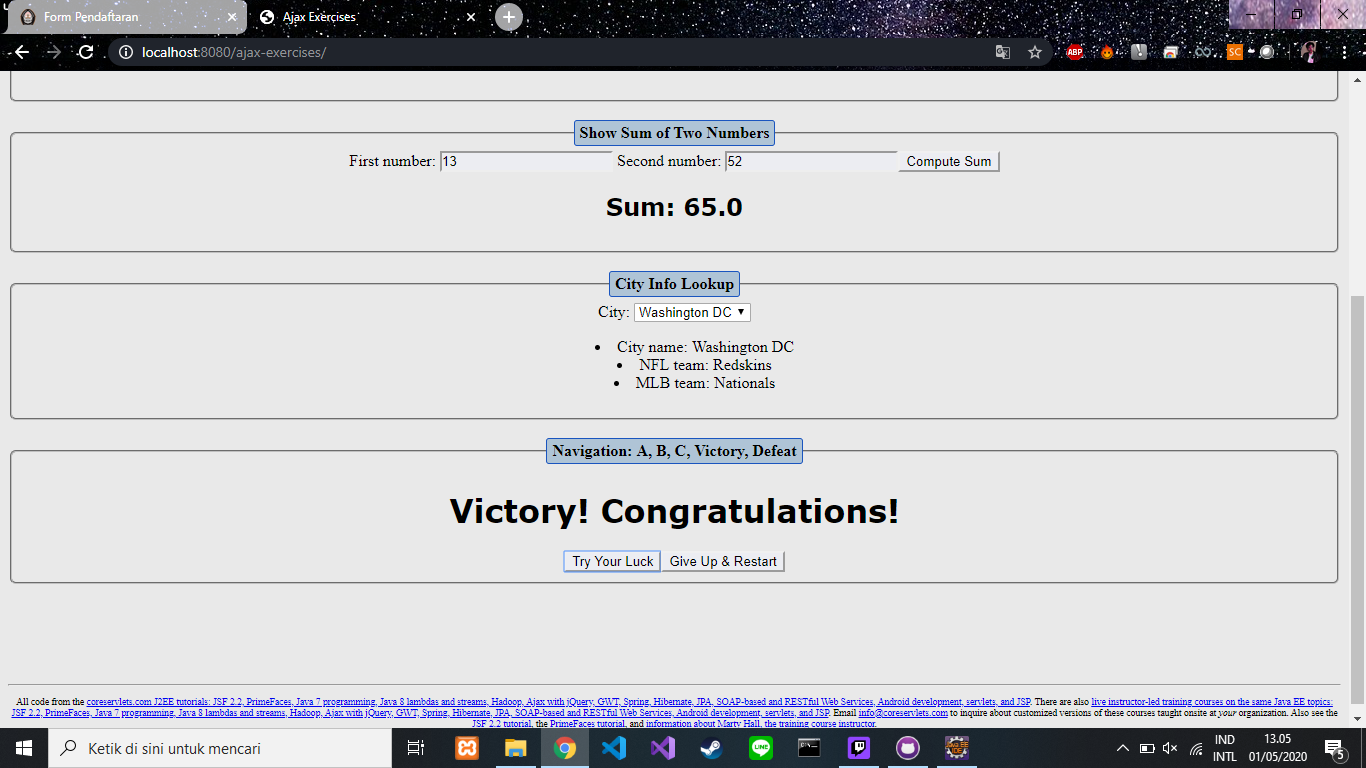 Form Pendaftaran
Ajax Exercises
localhost:8080/ajax-exercises/
ABP
SC
Show Sum of Two Numbers
First number: 13 Second number: 52 Compute Sum
Sum: 65.0
City Info Lookup
City: Washington DC
City name: Washington DC
NFL team: Redskins
MLB team: Nationals
Navigation: A, B, C, Victory, Defeat
Victory! Congratulations!
Try Your Luck Give Up & Restart
All code from the coreservlets.com J2EE tutorials: JSF 2.2, PrimeFaces, Java 7 programming, Java 8 lambdas and streams, Hadoop, Ajax with jQuery, GWT, Spring, Hibernate, JPA, SOAP-based and RESTful Web Services, Android development, servlets, and JSP. There are also live instructor-led training courses on the same Java EE topics:
JSF 2.2, PrimeFaces, Java 7 programming, Java 8 lambdas and streams, Hadoop, Ajax with jQuery, GWT, Spring, Hibernate, JPA, SOAP-based and RESTful Web Services, Android development, servlets, and JSP. Email info@coreservlets.com to inquire about customized versions of these courses taught onsite at your organization. Also see the
JSF 2.2 tutorial, the PrimeFaces tutorial, and information about Marty Hall, the training course instructor.
Ketik di sini untuk mencari
LINE
IND
INTL
13.05
01/05/2020
5